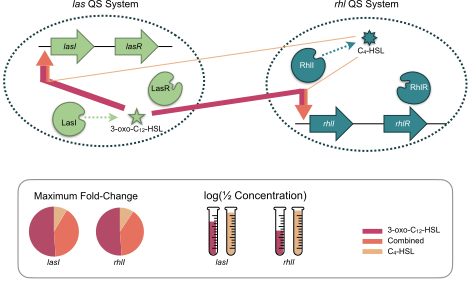 las QS System
rhl QS System
lasI
lasR
RhlI
C₄-HSL
LasR
RhlR
LasI
3-oxo-C₁₂-HSL
rhlI
rhlR
Maximum Fold-Change
log(½ Concentration)
lasI
rhlI
lasI
rhlI
3-oxo-C₁₂-HSL
Combined
C₄-HSL